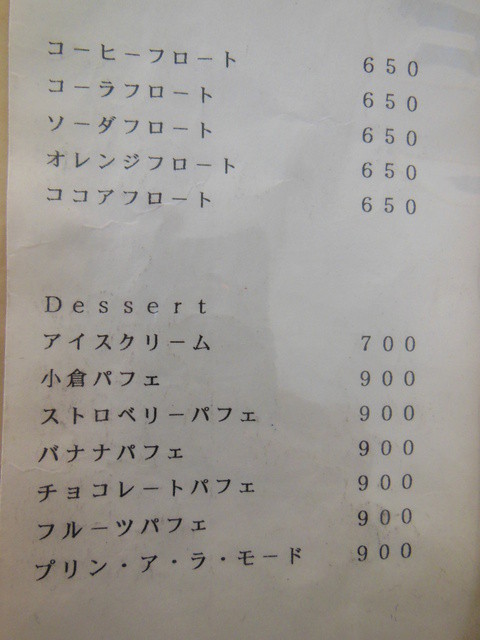 コーヒーフロート ６５０
コーラフロート ６５０
ソーダフロート ６５０
オレンジフロート ６５０
ココアフロート ６５０
Ｄｅｓｓｅｒｔ
アイスクリーム ７００
小倉パフェ ９００
ストロベリーパフェ ９００
バナナパフェ ９００
チョコレートパフェ ９００
フルーツパフェ ９００
プリン・ア・ラ・モード ９００